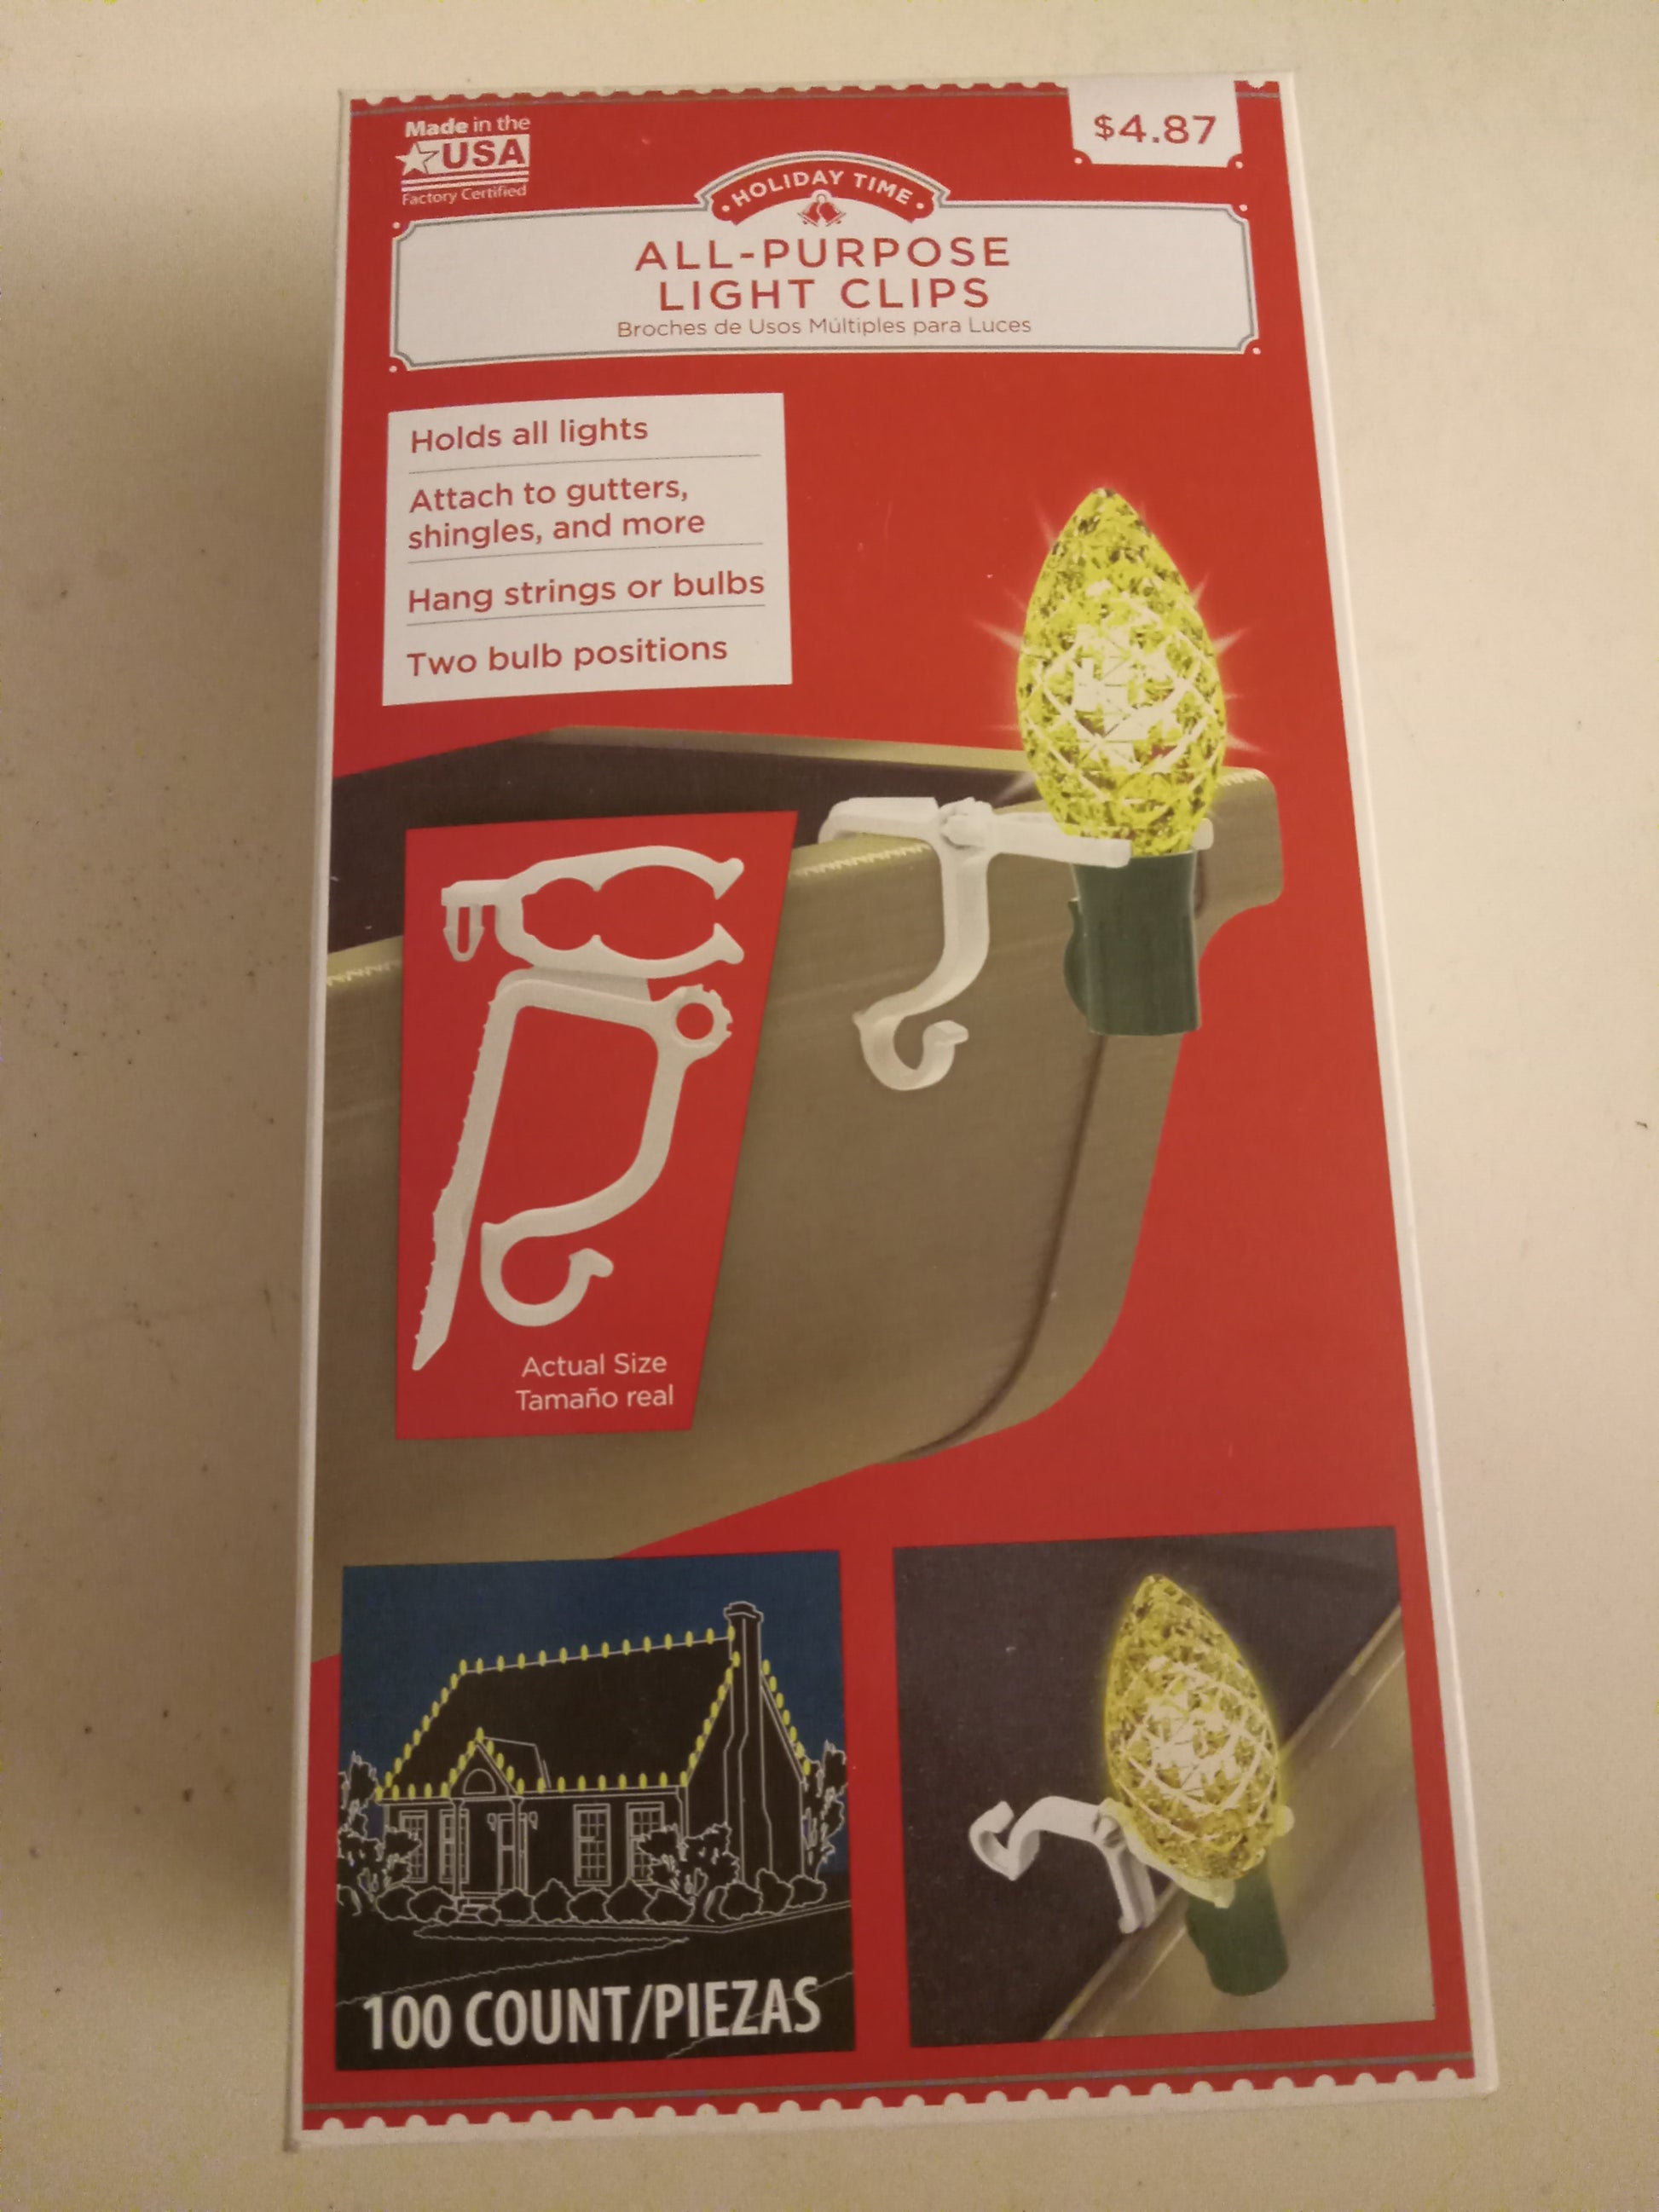 Made in the
USA
Factory Certified
$4.87
HOLIDAY TIME
ALL-PURPOSE
LIGHT CLIPS
Broches de Usos Múltiples para Luces
Holds all lights
Attach to gutters,
shingles, and more
Hang strings or bulbs
Two bulb positions
Actual Size
Tamaño real
100 COUNT/PIEZAS